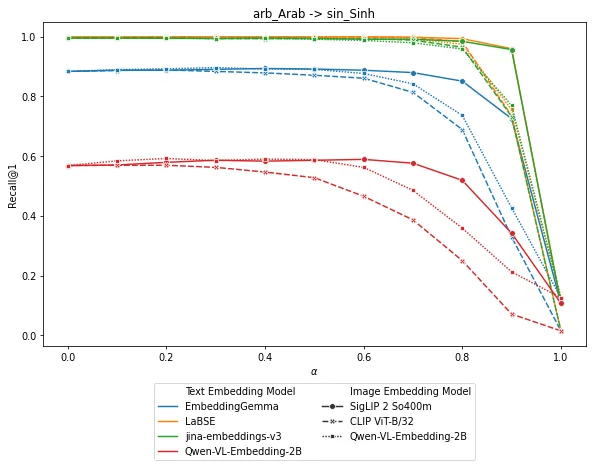 arb_Arab -> sin_Sinh
Recall@1
1.0
0.8
0.6
0.4
0.2
0.0
0.0 0.2 0.4 0.6 0.8 1.0
α
Text Embedding Model
EmbeddingGemma
LaBSE
jina-embeddings-v3
Qwen-VL-Embedding-2B
Image Embedding Model
SigLIP 2 So400m
CLIP ViT-B/32
Qwen-VL-Embedding-2B